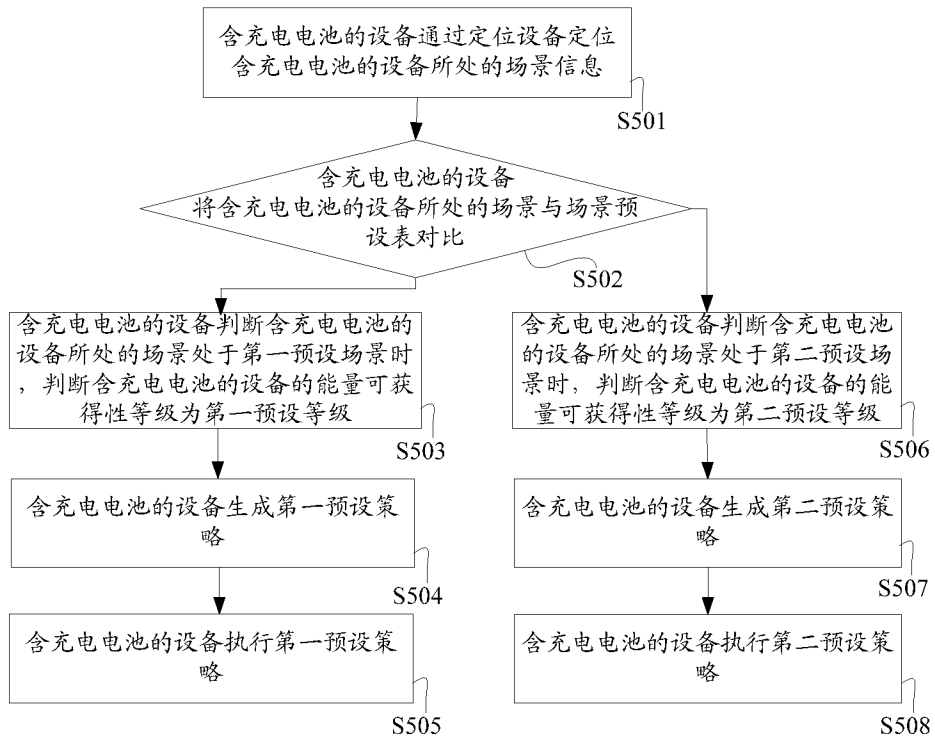 含充电电池的设备通过定位设备定位
含充电电池的设备所处的场景信息
S501
含充电电池的设备
将含充电电池的设备所处的场景与场景预
设表对比
S502
含充电电池的设备判断含充电电池的
设备所处的场景处于第一预设场景时
，判断含充电电池的设备的能量可获
得性等级为第一预设等级
S503
含充电电池的设备判断含充电电池
的设备所处的场景处于第二预设场
景时，判断含充电电池的设备的能
量可获得性等级为第二预设等级
S506
含充电电池的设备生成第一预设策
略
S504
含充电电池的设备生成第二预设策
略
S507
含充电电池的设备执行第一预设策
略
S505
含充电电池的设备执行第二预设策
略
S508